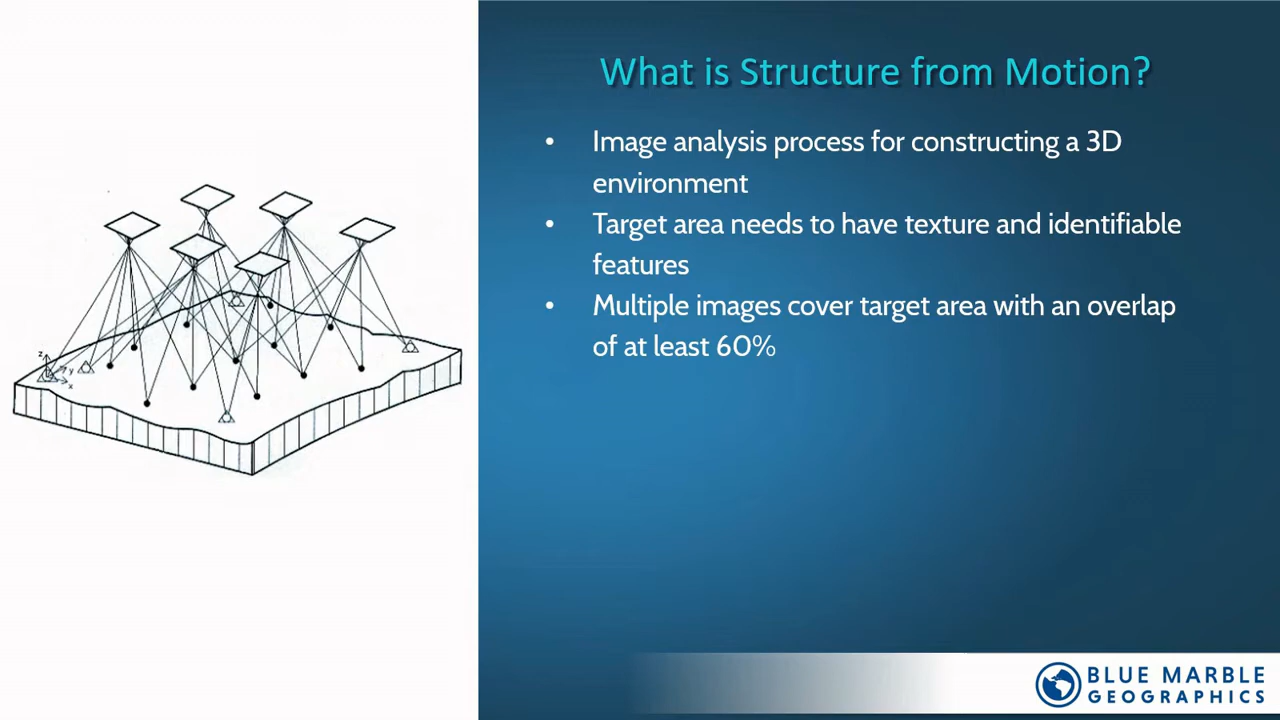 What is Structure from Motion?
• Image analysis process for constructing a 3D
environment
• Target area needs to have texture and identifiable
features
• Multiple images cover target area with an overlap
of at least 60%
z
y
x
BLUE MARBLE
GEOGRAPHICS